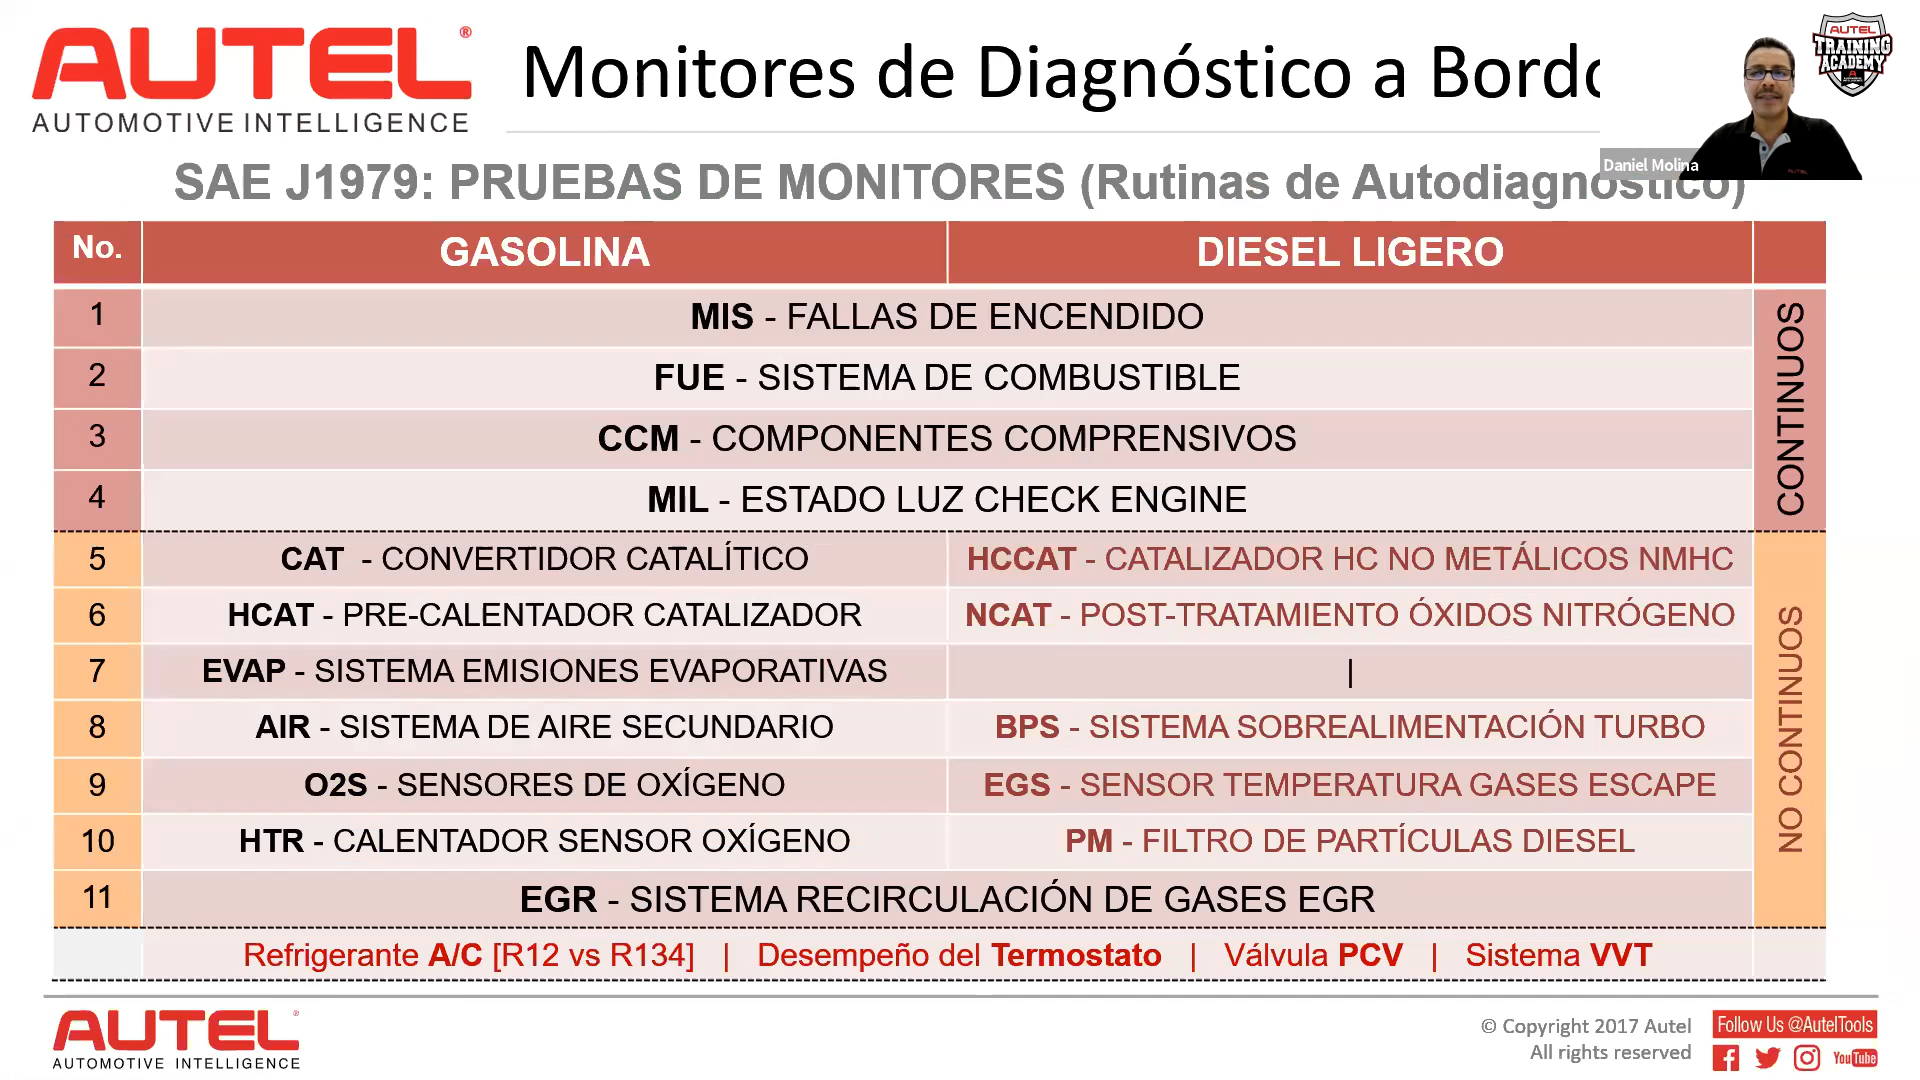 AUTEL®
AUTOMOTIVE INTELLIGENCE
Monitores de Diagnóstico a Bordo
AUTEL
TRAINING
ACADEMY
Daniel Molina
SAE J1979: PRUEBAS DE MONITORES (Rutinas de Autodiagnóstico)
No. GASOLINA DIESEL LIGERO
1 MIS - FALLAS DE ENCENDIDO
2 FUE - SISTEMA DE COMBUSTIBLE
3 CCM - COMPONENTES COMPRENSIVOS
4 MIL - ESTADO LUZ CHECK ENGINE
CONTINUOS
5 CAT - CONVERTIDOR CATALÍTICO HCCAT - CATALIZADOR HC NO METÁLICOS NMHC
6 HCAT - PRE-CALENTADOR CATALIZADOR NCAT - POST-TRATAMIENTO ÓXIDOS NITRÓGENO
7 EVAP - SISTEMA EMISIONES EVAPORATIVAS |
8 AIR - SISTEMA DE AIRE SECUNDARIO BPS - SISTEMA SOBREALIMENTACIÓN TURBO
9 O2S - SENSORES DE OXÍGENO EGS - SENSOR TEMPERATURA GASES ESCAPE
10 HTR - CALENTADOR SENSOR OXÍGENO PM - FILTRO DE PARTÍCULAS DIESEL
11 EGR - SISTEMA RECIRCULACIÓN DE GASES EGR
NO CONTINUOS
Refrigerante A/C [R12 vs R134] | Desempeño del Termostato | Válvula PCV | Sistema VVT
AUTEL®
AUTOMOTIVE INTELLIGENCE
© Copyright 2017 Autel
All rights reserved
Follow Us @AutelTools
YouTube